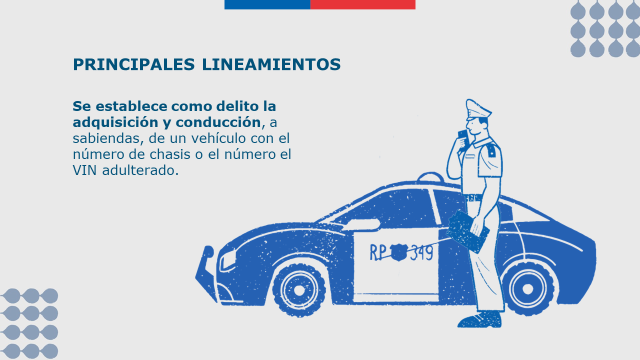 PRINCIPALES LINEAMIENTOS
Se establece como delito la
adquisición y conducción, a
sabiendas, de un vehículo con el
número de chasis o el número el
VIN adulterado.
RP 349